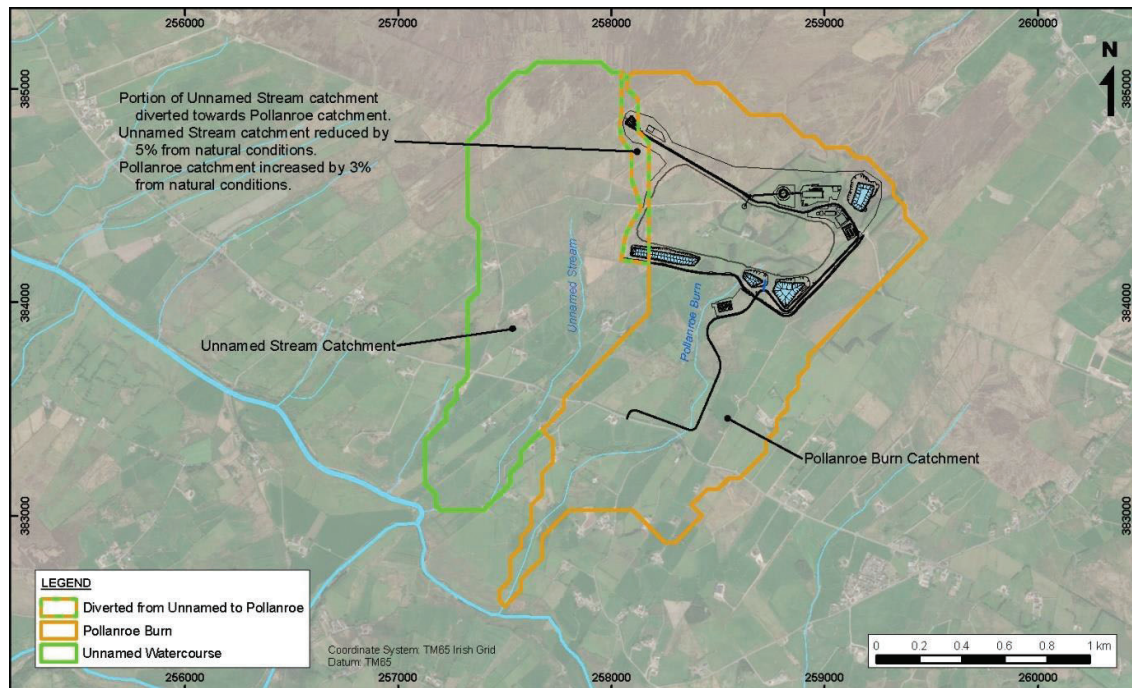 256000
257000
258000
259000
260000
385000
385000
N
Portion of Unnamed Stream catchment
diverted towards Pollanroe catchment.
Unnamed Stream catchment reduced by
5% from natural conditions.
Pollanroe catchment increased by 3%
from natural conditions.
Unnamed Stream
384000
384000
Pollanroe Burn
Unnamed Stream Catchment
Pollanroe Burn Catchment
383000
383000
LEGEND
Diverted from Unnamed to Pollanroe
Pollanroe Burn
Unnamed Watercourse
Coordinate System: TM65 Irish Grid
Datum: TM65
0 0.2 0.4 0.6 0.8 1 km
256000
257000
258000
259000
260000